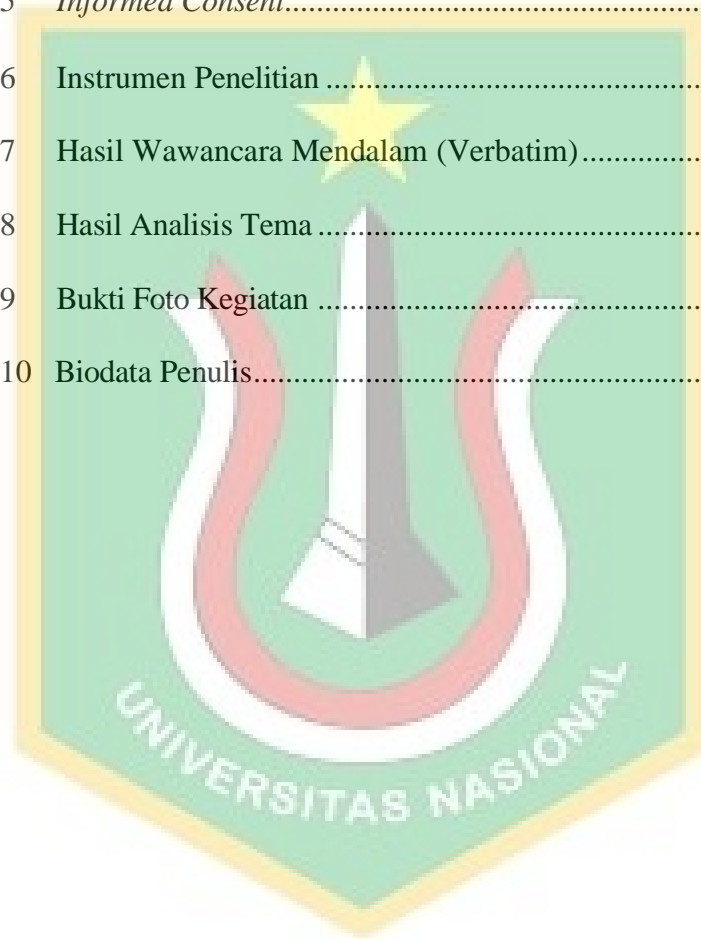 5 Informed Consent........................................................
6 Instrumen Penelitian ...................................................
7 Hasil Wawancara Mendalam (Verbatim)................
8 Hasil Analisis Tema ....................................................
9 Bukti Foto Kegiatan ....................................................
10 Biodata Penulis............................................................
UNIVERSITAS NASIONAL